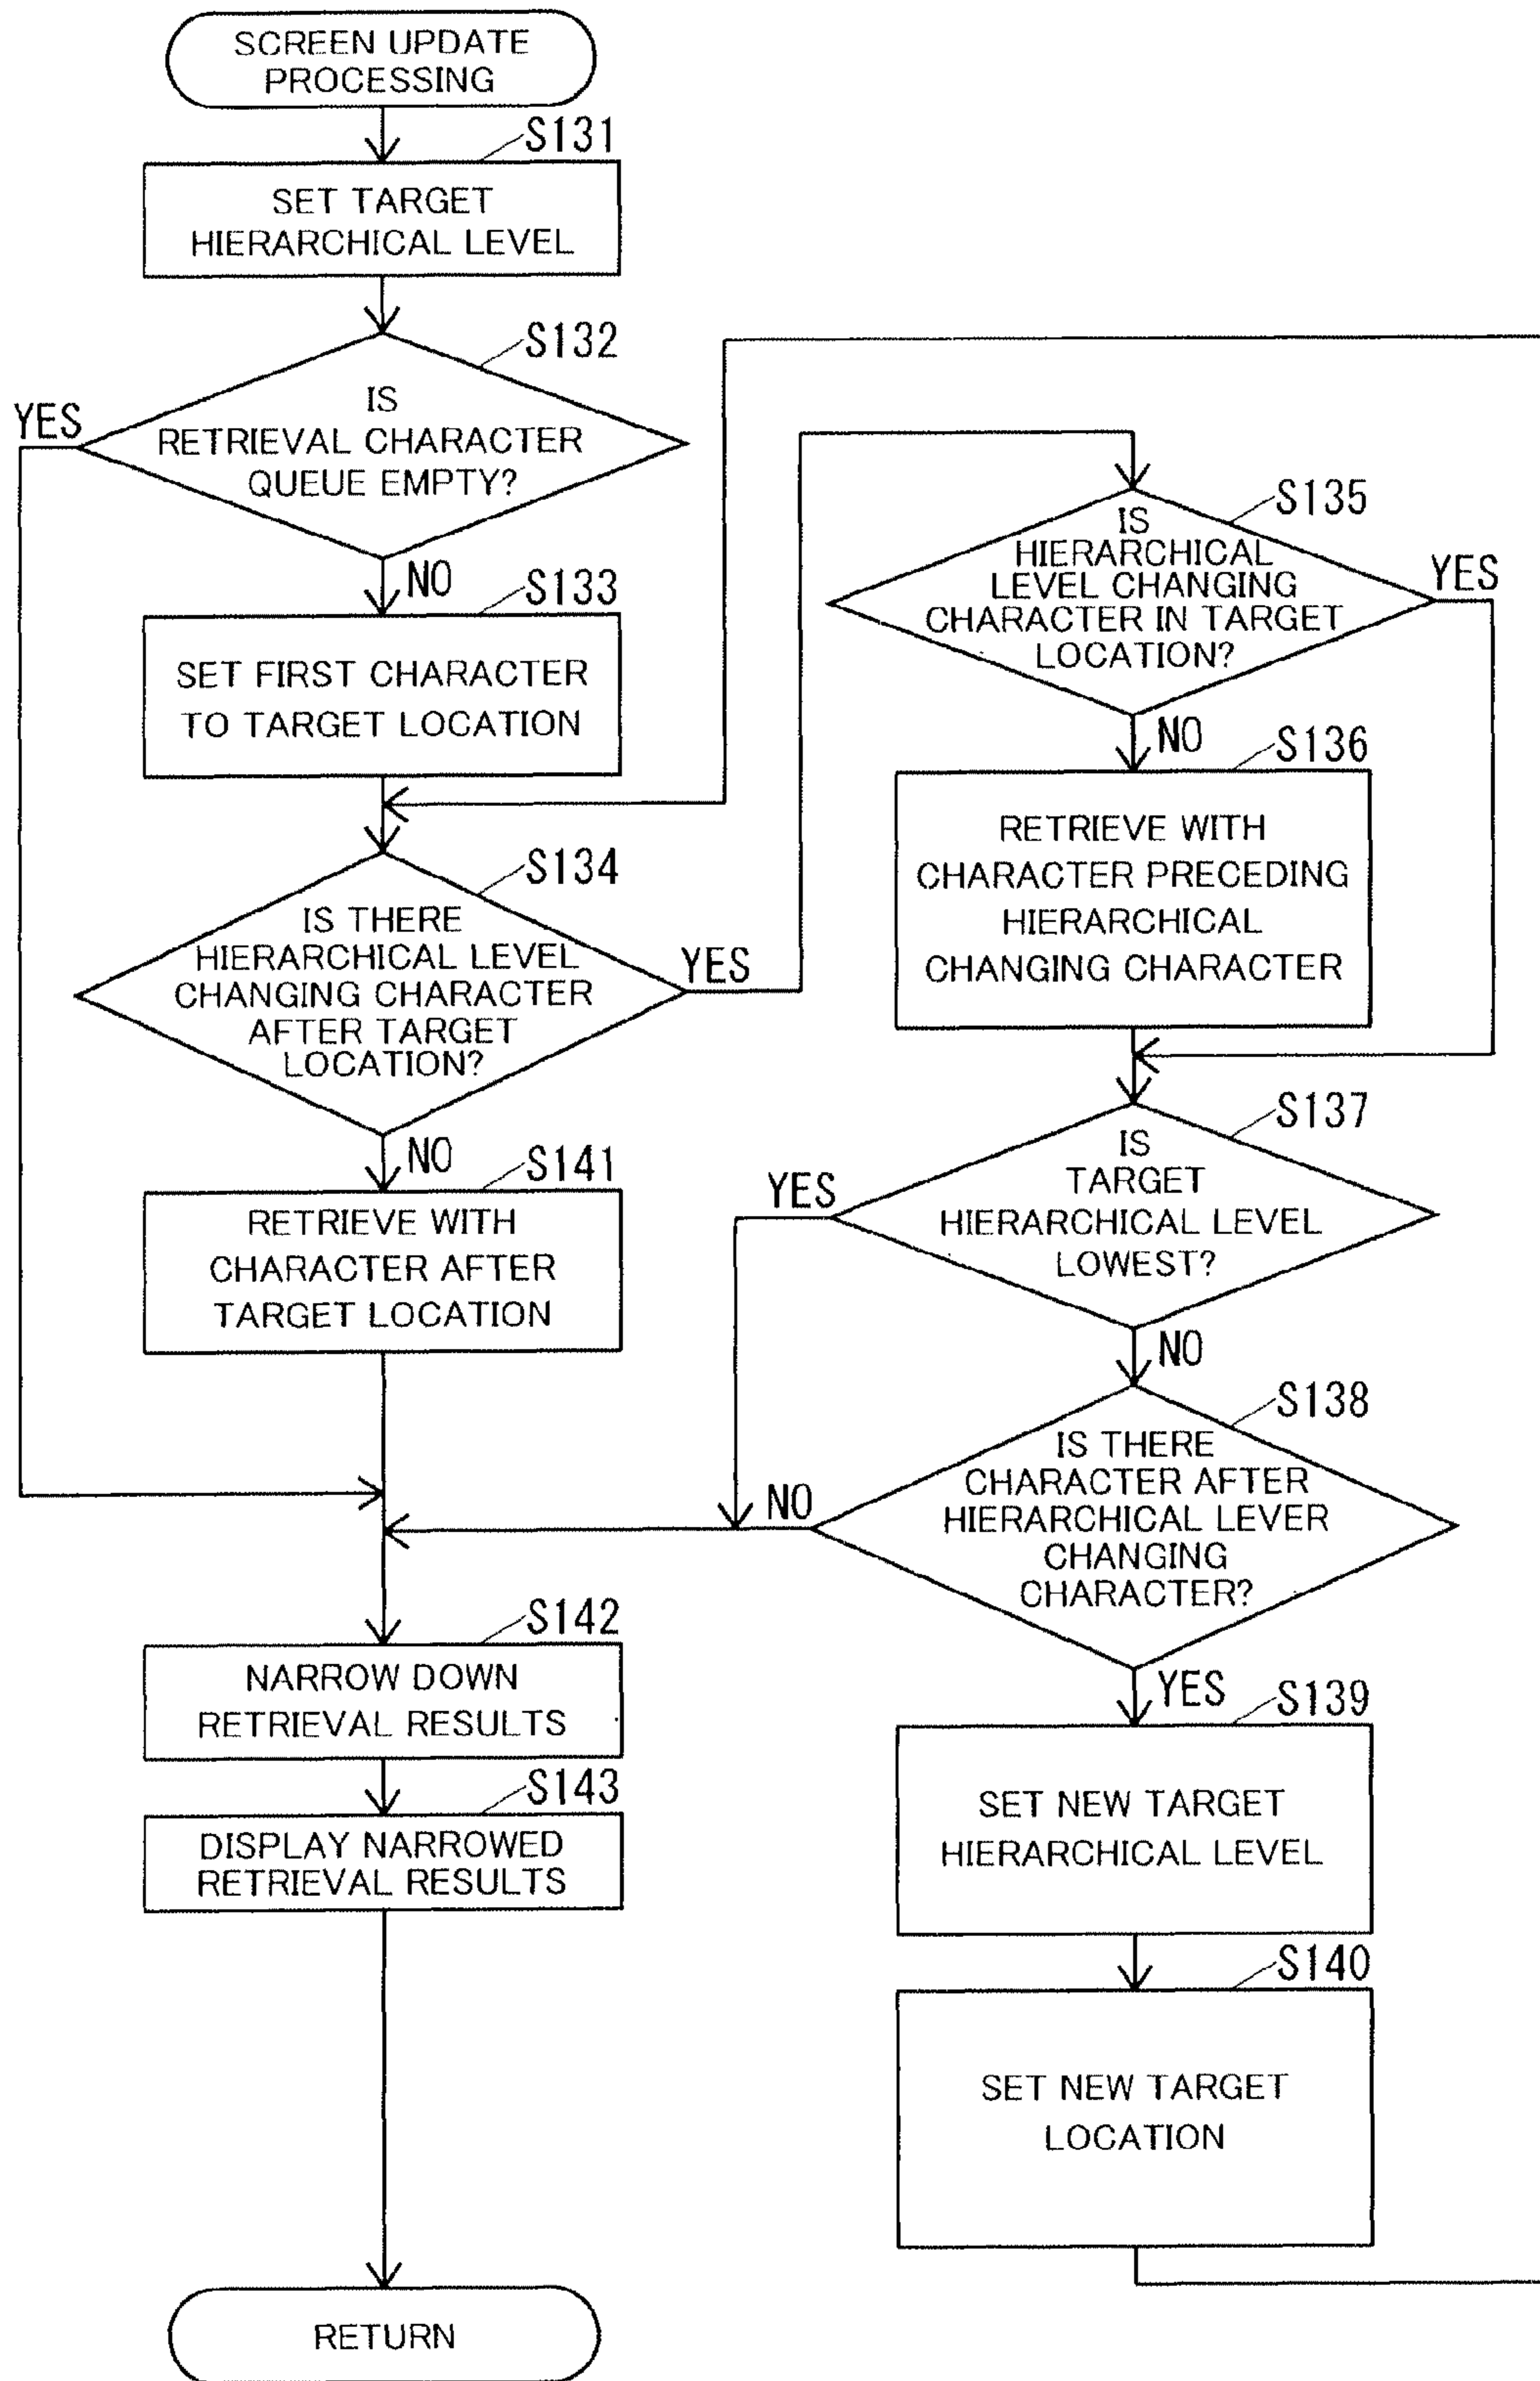 SCREEN UPDATE
PROCESSING
S131
SET TARGET
HIERARCHICAL LEVEL
S132
IS
RETRIEVAL CHARACTER
QUEUE EMPTY?
YES
NO
S133
SET FIRST CHARACTER
TO TARGET LOCATION
S134
IS THERE
HIERARCHICAL LEVEL
CHANGING CHARACTER
AFTER TARGET
LOCATION?
YES
NO
S141
RETRIEVE WITH
CHARACTER AFTER
TARGET LOCATION
S142
NARROW DOWN
RETRIEVAL RESULTS
S143
DISPLAY NARROWED
RETRIEVAL RESULTS
RETURN
S135
IS
HIERARCHICAL
LEVEL CHANGING
CHARACTER IN TARGET
LOCATION?
YES
NO
S136
RETRIEVE WITH
CHARACTER PRECEDING
HIERARCHICAL
CHANGING CHARACTER
S137
IS
TARGET
HIERARCHICAL LEVEL
LOWEST?
YES
NO
S138
IS THERE
CHARACTER AFTER
HIERARCHICAL LEVER
CHANGING
CHARACTER?
NO
YES
S139
SET NEW TARGET
HIERARCHICAL LEVEL
S140
SET NEW TARGET
LOCATION